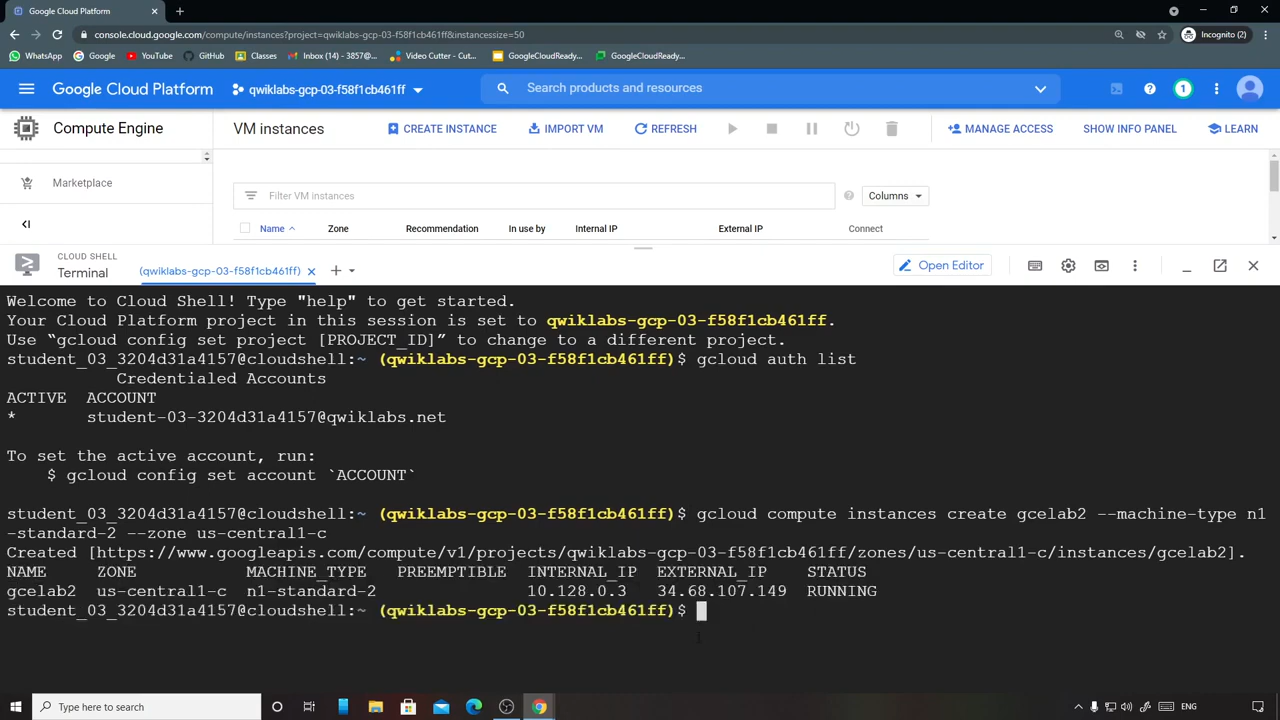 Google Cloud Platform
console.cloud.google.com/compute/instances?project=qwiklabs-gcp-03-f58f1cb461ff&instancessize=50
Incognito (2)
WhatsApp
Google
YouTube
GitHub
Classes
Inbox (14) - 3857@...
Video Cutter - Cut...
GoogleCloudReady...
GoogleCloudReady...
Google Cloud Platform
qwiklabs-gcp-03-f58f1cb461ff
Search products and resources
1
Compute Engine
VM instances
CREATE INSTANCE
IMPORT VM
REFRESH
MANAGE ACCESS
SHOW INFO PANEL
LEARN
Marketplace
Filter VM instances
Columns
Name
Zone
Recommendation
In use by
Internal IP
External IP
Connect
CLOUD SHELL
Terminal
(qwiklabs-gcp-03-f58f1cb461ff)
Open Editor
Welcome to Cloud Shell! Type "help" to get started.
Your Cloud Platform project in this session is set to qwiklabs-gcp-03-f58f1cb461ff.
Use “gcloud config set project [PROJECT_ID]” to change to a different project.
student_03_3204d31a4157@cloudshell:~ (qwiklabs-gcp-03-f58f1cb461ff)$ gcloud auth list
Credentialed Accounts
ACTIVE  ACCOUNT
*       student-03-3204d31a4157@qwiklabs.net
To set the active account, run:
$ gcloud config set account `ACCOUNT`
student_03_3204d31a4157@cloudshell:~ (qwiklabs-gcp-03-f58f1cb461ff)$ gcloud compute instances create gcelab2 --machine-type n1
-standard-2 --zone us-central1-c
Created [https://www.googleapis.com/compute/v1/projects/qwiklabs-gcp-03-f58f1cb461ff/zones/us-central1-c/instances/gcelab2].
NAME     ZONE           MACHINE_TYPE   PREEMPTIBLE  INTERNAL_IP  EXTERNAL_IP    STATUS
gcelab2  us-central1-c  n1-standard-2               10.128.0.3   34.68.107.149  RUNNING
student_03_3204d31a4157@cloudshell:~ (qwiklabs-gcp-03-f58f1cb461ff)$
Type here to search
ENG